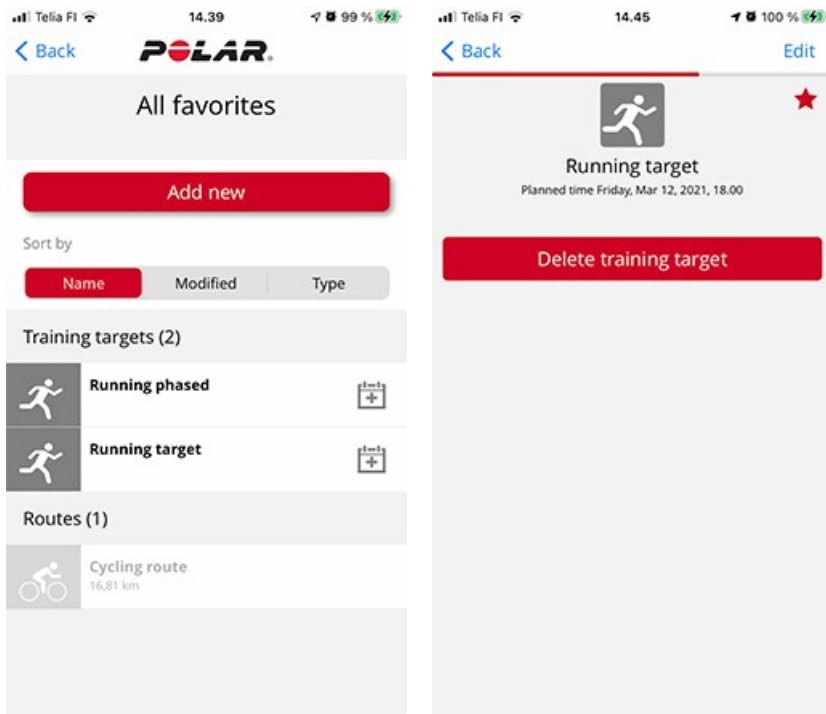 Telia FI 14.39 99 %
Back POLAR.
All favorites
Add new
Sort by
Name Modified Type
Training targets (2)
Running phased
Running target
Routes (1)
Cycling route
16,81 km
Telia FI 14.45 100 %
Back Edit
Running target
Planned time Friday, Mar 12, 2021, 18.00
Delete training target